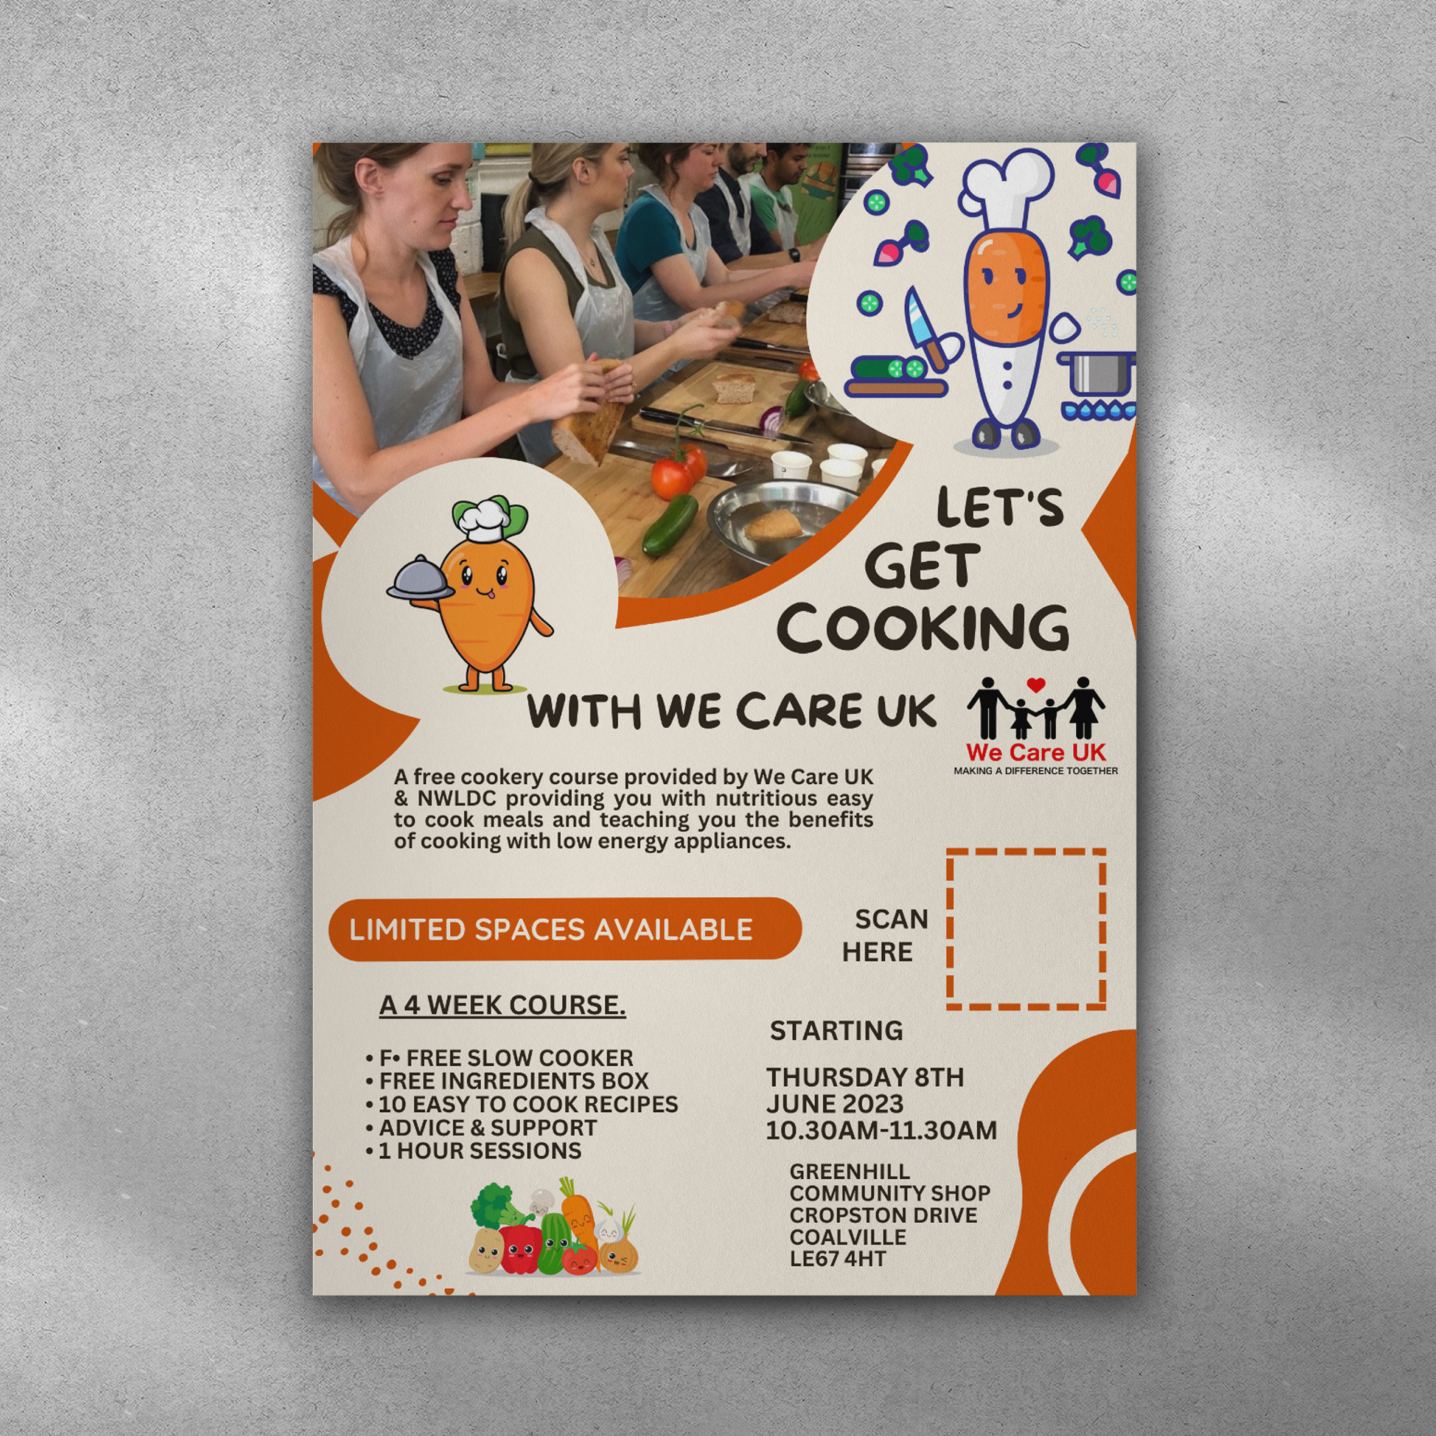 LET'S
GET
COOKING
WITH WE CARE UK
We Care UK
MAKING A DIFFERENCE TOGETHER
A free cookery course provided by We Care UK
& NWLDC providing you with nutritious easy
to cook meals and teaching you the benefits
of cooking with low energy appliances.
LIMITED SPACES AVAILABLE
SCAN
HERE
A 4 WEEK COURSE.
• F• FREE SLOW COOKER
• FREE INGREDIENTS BOX
• 10 EASY TO COOK RECIPES
• ADVICE & SUPPORT
• 1 HOUR SESSIONS
STARTING
THURSDAY 8TH
JUNE 2023
10.30AM-11.30AM
GREENHILL
COMMUNITY SHOP
CROPSTON DRIVE
COALVILLE
LE67 4HT